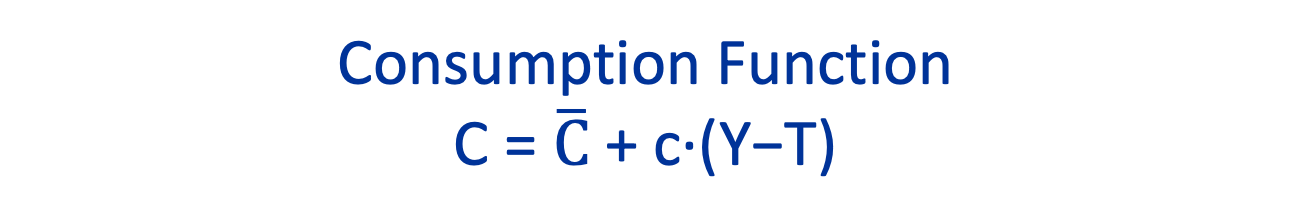 Consumption Function
C = C̅ + c·(Y−T)